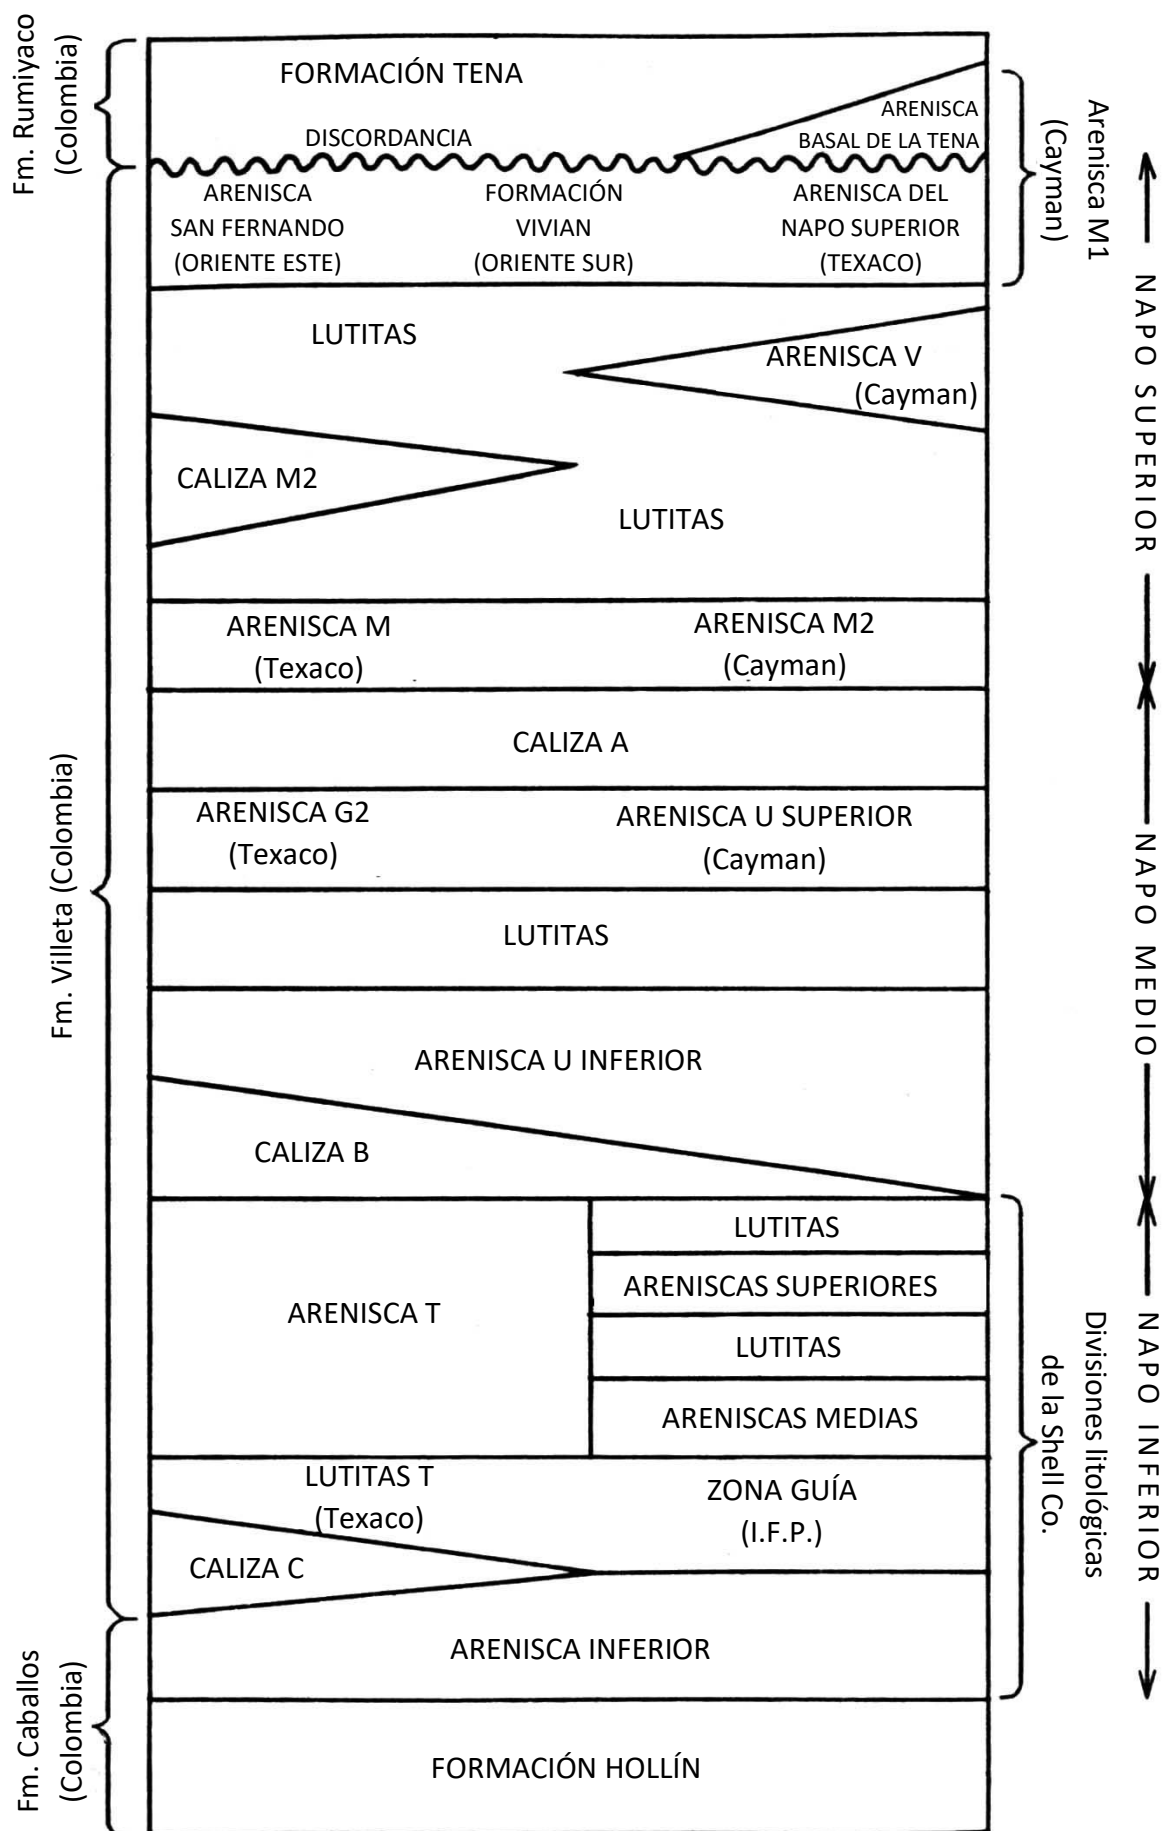 Fm. Rumiyaco
(Colombia)
FORMACIÓN TENA
ARENISCA
BASAL DE LA TENA
DISCORDANCIA
Arenisca M1
(Cayman)
ARENISCA
SAN FERNANDO
(ORIENTE ESTE)
FORMACIÓN
VIVIAN
(ORIENTE SUR)
ARENISCA DEL
NAPO SUPERIOR
(TEXACO)
NAPO SUPERIOR
LUTITAS
ARENISCA V
(Cayman)
CALIZA M2
LUTITAS
ARENISCA M
(Texaco)
ARENISCA M2
(Cayman)
Fm. Villeta (Colombia)
CALIZA A
ARENISCA G2
(Texaco)
ARENISCA U SUPERIOR
(Cayman)
NAPO MEDIO
LUTITAS
ARENISCA U INFERIOR
CALIZA B
ARENISCA T
LUTITAS
ARENISCAS SUPERIORES
LUTITAS
ARENISCAS MEDIAS
Divisiones litológicas
de la Shell Co.
NAPO INFERIOR
LUTITAS T
(Texaco)
ZONA GUÍA
(I.F.P.)
CALIZA C
ARENISCA INFERIOR
Fm. Caballos
(Colombia)
FORMACIÓN HOLLÍN